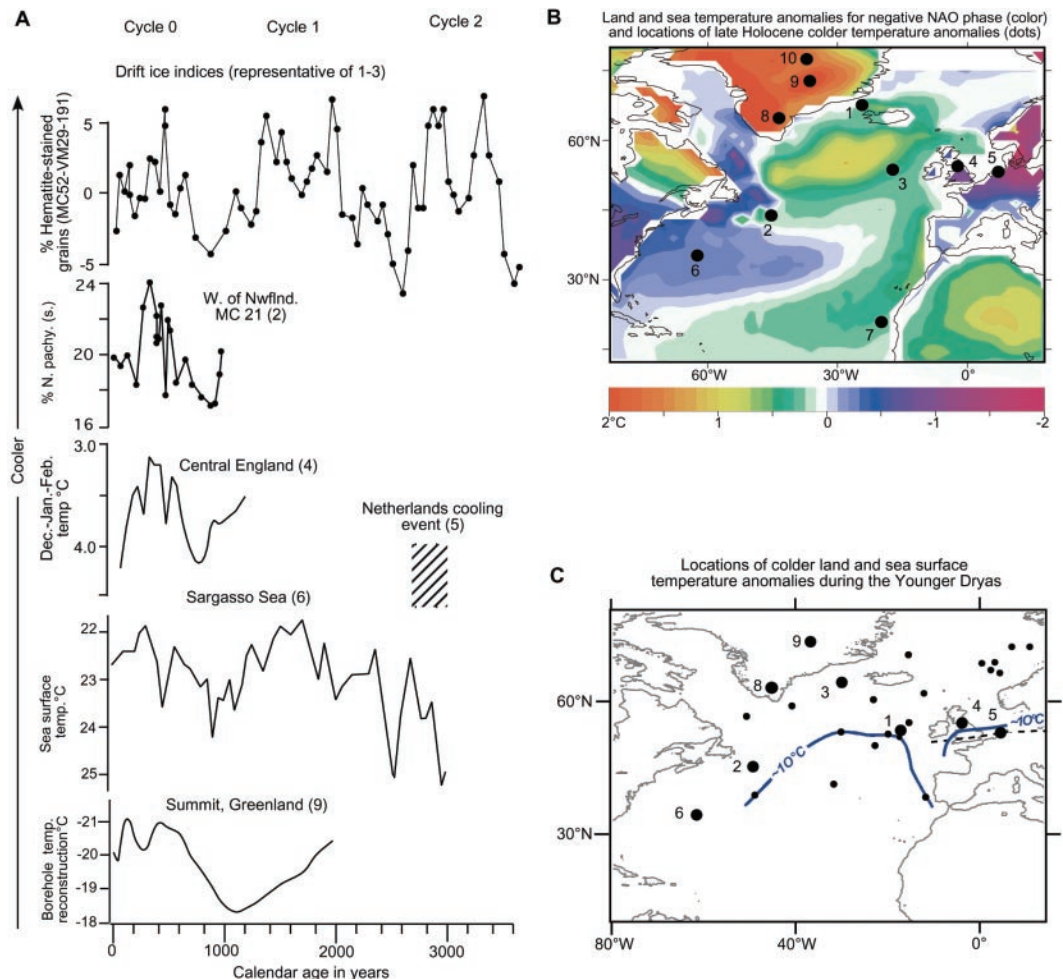 A
Cycle 0
Cycle 1
Cycle 2
Drift ice indices (representative of 1-3)
% Hematite-stained
grains (MC52-VM29-191)
5
0
-5
W. of Nwflnd.
MC 21 (2)
% N. pachy. (s.)
24
20
16
Cooler
Central England (4)
Dec.-Jan.-Feb.
temp °C
3.0
4.0
Netherlands cooling
event (5)
Sargasso Sea (6)
Sea surface
temp.°C
22
23
24
25
Summit, Greenland (9)
Borehole temp.
reconstruction°C
-21
-20
-19
-18
0
1000
2000
3000
Calendar age in years
B
Land and sea temperature anomalies for negative NAO phase (color)
and locations of late Holocene colder temperature anomalies (dots)
60°N
30°N
10
9
8
1
3
4
5
2
6
7
60°W
30°W
0°
2°C
1
0
-1
-2
C
Locations of colder land and sea surface
temperature anomalies during the Younger Dryas
60°N
30°N
9
8
3
1
4
5
2
6
~10°C
~10°C
80°W
40°W
0°